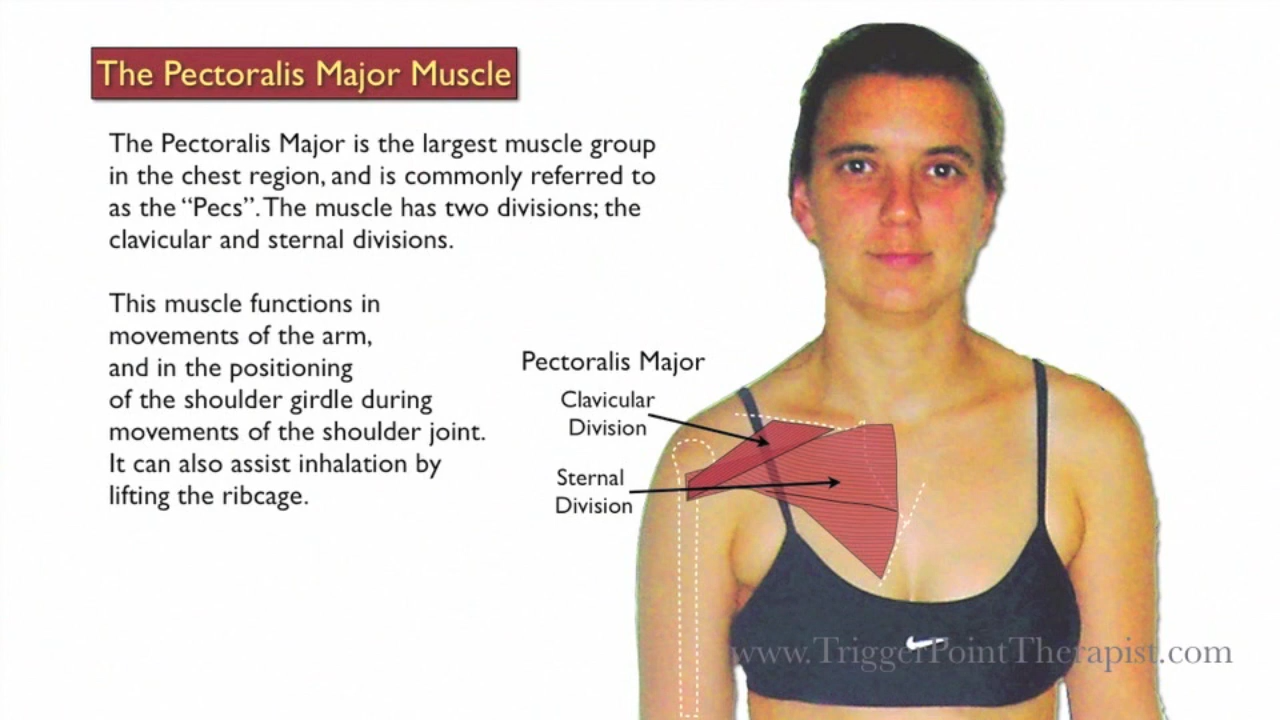 The Pectoralis Major Muscle
The Pectoralis Major is the largest muscle group
in the chest region, and is commonly referred to
as the “Pecs”. The muscle has two divisions; the
clavicular and sternal divisions.
This muscle functions in
movements of the arm,
and in the positioning
of the shoulder girdle during
movements of the shoulder joint.
It can also assist inhalation by
lifting the ribcage.
Pectoralis Major
Clavicular
Division
Sternal
Division
www.TriggerPointTherapist.com